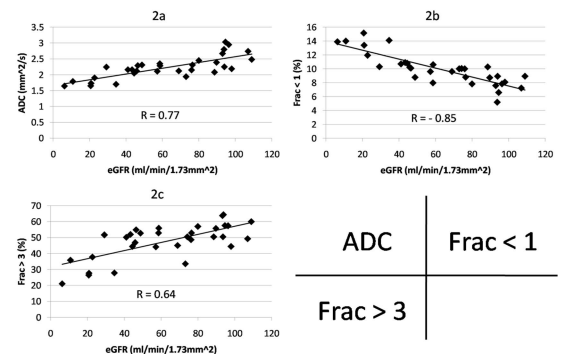 2a
ADC (mm^2/s)
3.5
3
2.5
2
1.5
1
0.5
0
R = 0.77
0 20 40 60 80 100 120
eGFR (ml/min/1.73mm^2)
2b
Frac < 1 (%)
16
14
12
10
8
6
4
2
0
R = - 0.85
0 20 40 60 80 100 120
eGFR (ml/min/1.73mm^2)
2c
Frac > 3 (%)
70
60
50
40
30
20
10
0
R = 0.64
0 20 40 60 80 100 120
eGFR (ml/min/1.73mm^2)
ADC
Frac < 1
Frac > 3